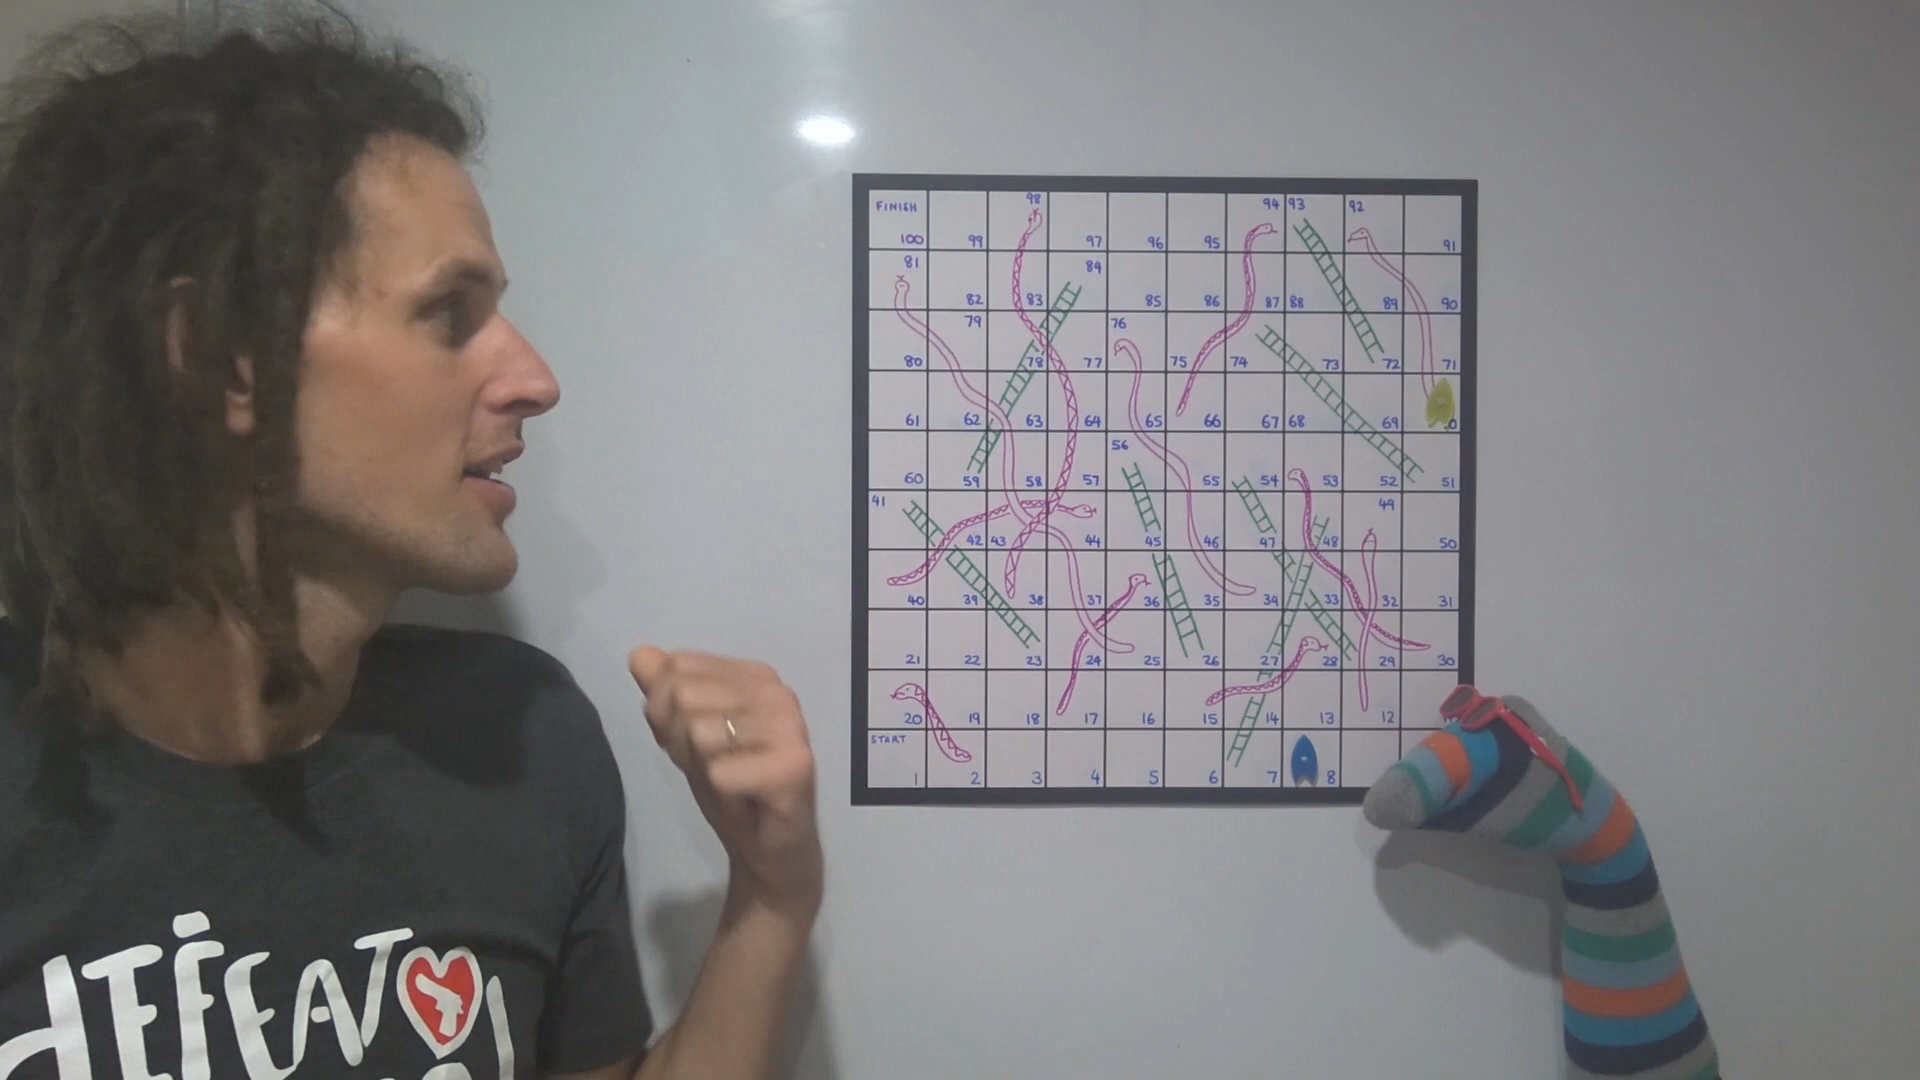 FINISH 98 94 93 92
100 99 97 96 95 91
81 84
82 83 85 86 87 88 89 90
79 76
80 78 77 75 74 73 72 71
61 62 63 64 65 66 67 68 69
56
60 59 58 57 55 54 53 52 51
41 49
42 43 44 45 46 47 48 50
40 39 38 37 36 35 34 33 32 31
21 22 23 24 25 26 27 28 29 30
20 19 18 17 16 15 14 13 12
START
1 2 3 4 5 6 7 8
dEFEAT